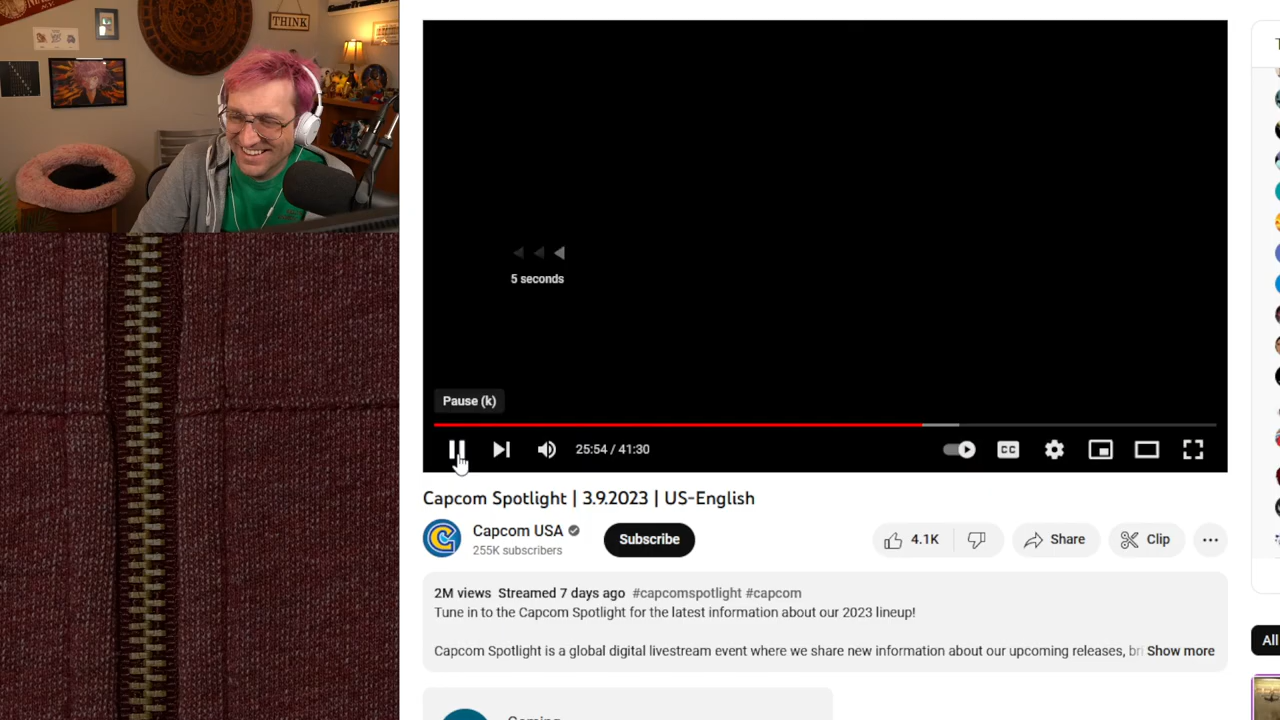 THINK
5 seconds
Pause (k)
25:54 / 41:30
CC
Capcom Spotlight | 3.9.2023 | US-English
Capcom USA
255K subscribers
Subscribe
4.1K
Share
Clip
2M views Streamed 7 days ago #capcomspotlight #capcom
Tune in to the Capcom Spotlight for the latest information about our 2023 lineup!
Capcom Spotlight is a global digital livestream event where we share new information about our upcoming releases, bri Show more
All